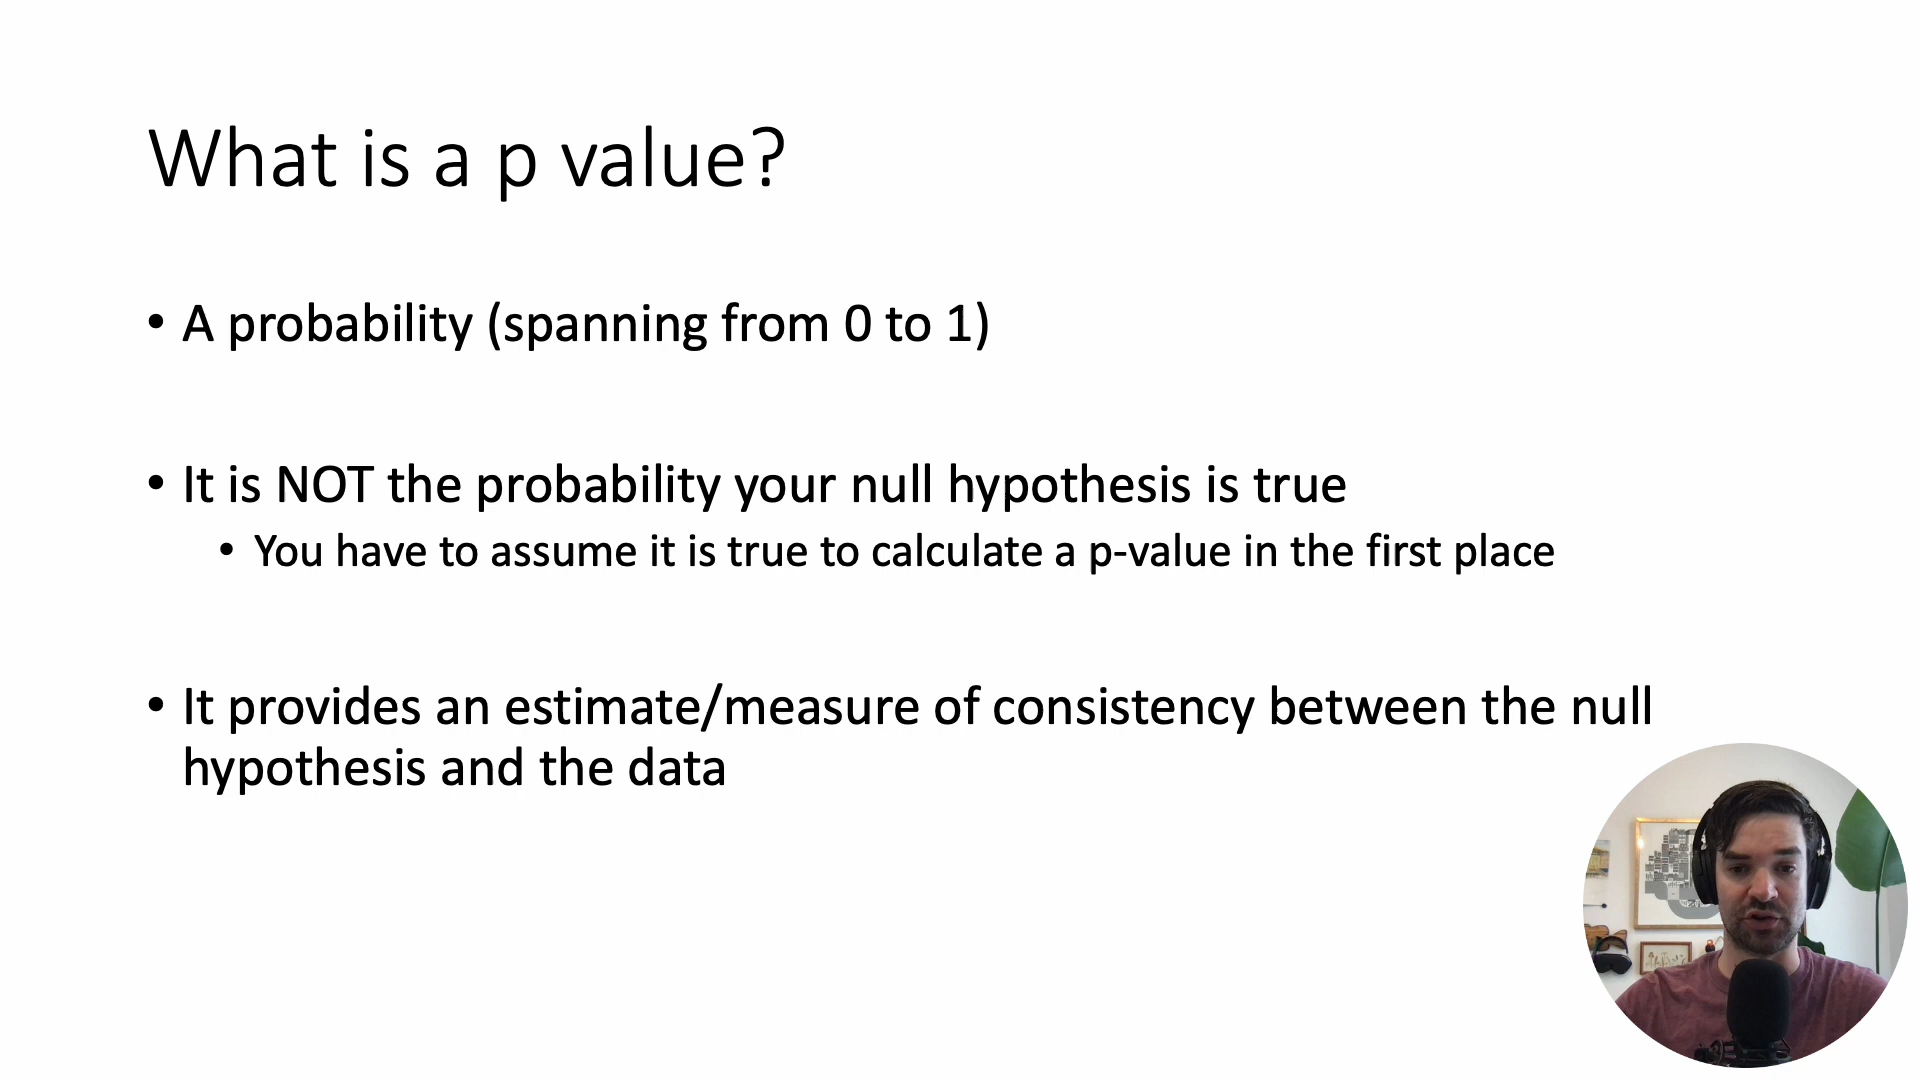 What is a p value?
• A probability (spanning from 0 to 1)
• It is NOT the probability your null hypothesis is true
• You have to assume it is true to calculate a p-value in the first place
• It provides an estimate/measure of consistency between the null
hypothesis and the data